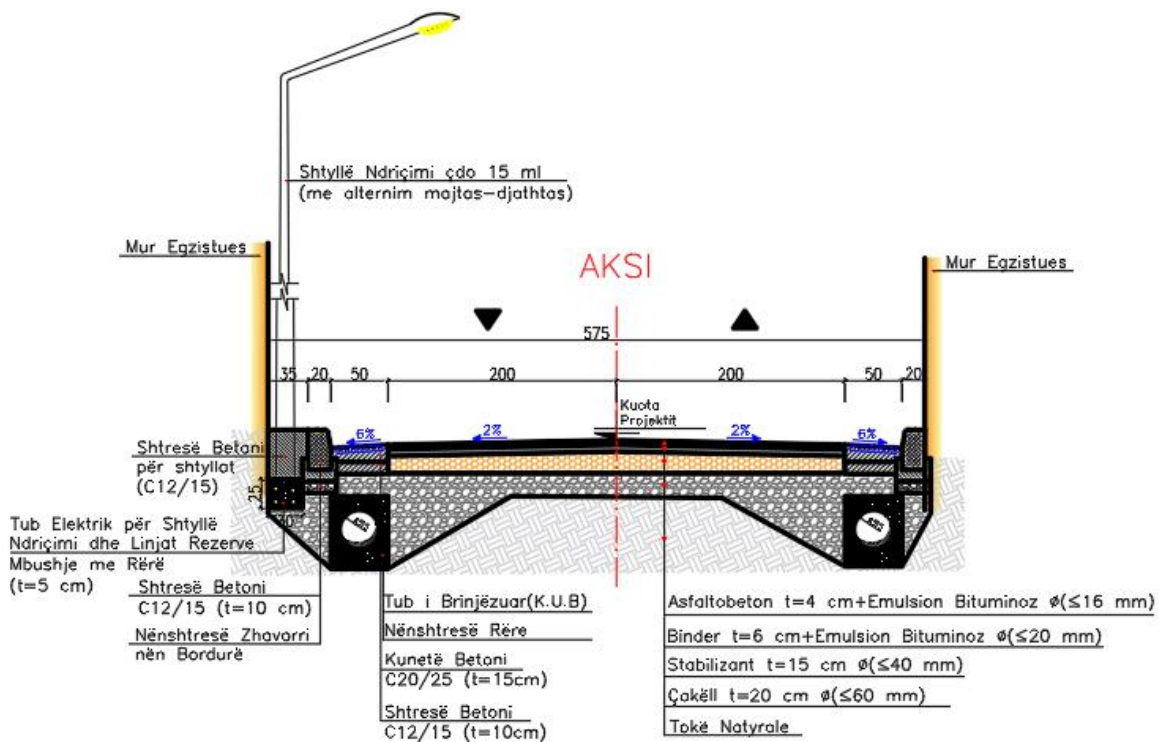 Shtyllë Ndriçimi çdo 15 ml
(me alternim majtas-djathtas)
Mur Egzistues
Mur Egzistues
AKSI
575
35 20 50 200 200 50 20
Kuota
Projektit
6% 2% 2% 6%
Shtresë Betoni
për shtyllat
(C12/15)
25
40
Tub Elektrik për Shtyllë
Ndriçimi dhe Linjat Rezerve
Mbushje me Rërë
(t=5 cm)
Shtresë Betoni
C12/15 (t=10 cm)
Nënshtresë Zhavarri
nën Bordurë
Tub i Brinjëzuar(K.U.B)
Nënshtresë Rëre
Kunetë Betoni
C20/25 (t=15cm)
Shtresë Betoni
C12/15 (t=10cm)
Asfaltobeton t=4 cm+Emulsion Bituminoz ø(≤16 mm)
Binder t=6 cm+Emulsion Bituminoz ø(≤20 mm)
Stabilizant t=15 cm ø(≤40 mm)
Çakëll t=20 cm ø(≤60 mm)
Tokë Natyrale